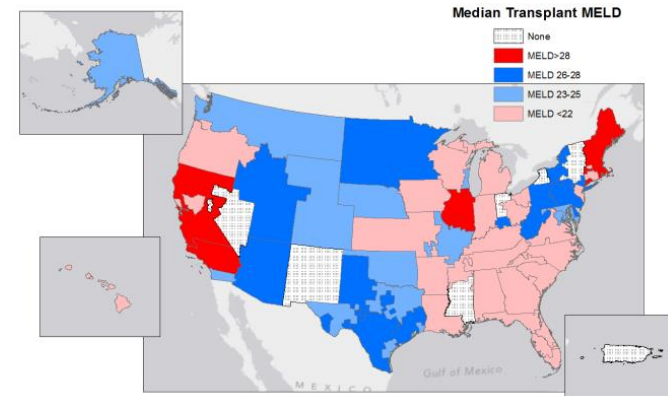 Median Transplant MELD
None
MELD>28
MELD 26-28
MELD 23-25
MELD <22
MEXICO
Gulf of Mexico